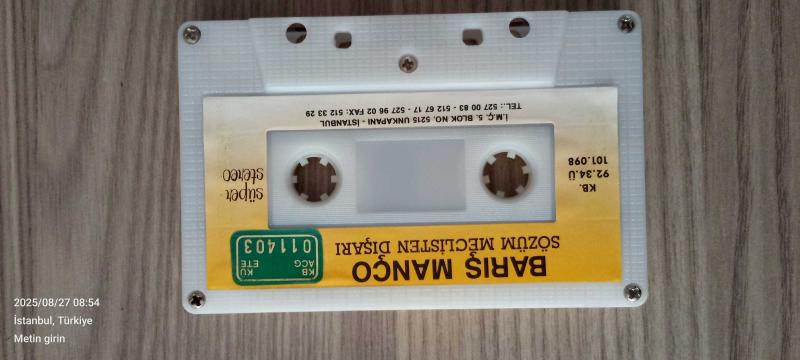 BARIŞ MANÇO
SÖZÜM MECLİSTEN DIŞARI
KB KÜ
ACG ETE
011403
süper
stereo
KB.
92.34.Ü
101.098
İ.M.Ç. 5. BLOK NO. 5215 UNKAPANI - İSTANBUL
TEL.: 527 00 83 - 512 67 17 - 527 96 02 FAX: 512 33 29
2025/08/27 08:54
İstanbul, Türkiye
Metin girin